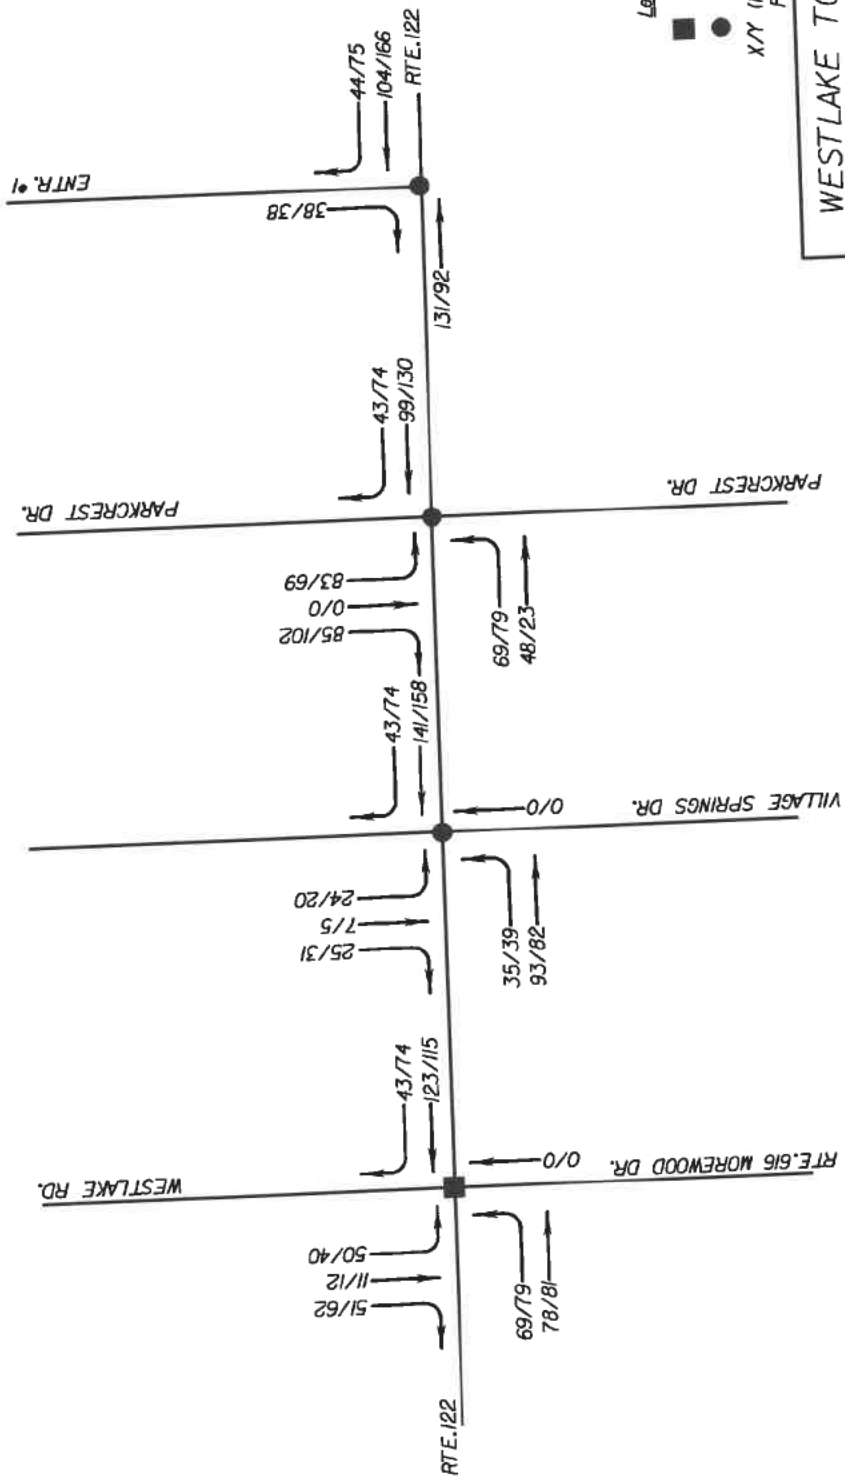 RTE.122
44/75
104/166
ENTR. #1
38/38
131/92
43/74
99/130
PARKCREST DR.
PARKCREST DR.
83/69
0/0
85/102
69/79
48/23
43/74
141/158
VILLAGE SPRINGS DR.
0/0
24/20
7/5
25/31
35/39
93/82
43/74
123/115
WESTLAKE RD.
RTE.616 MOREWOOD DR.
0/0
50/40
11/12
51/62
69/79
78/81
RTE.122
X/Y
WESTLAKE